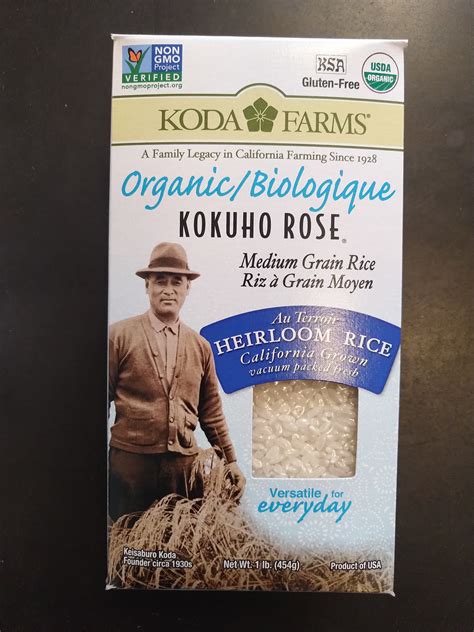 NON
GMO
Project
VERIFIED
nongmoproject.org
KSA
Gluten-Free
USDA
ORGANIC
KODA FARMS®
A Family Legacy in California Farming Since 1928
Organic/Biologique
KOKUHO ROSE®
Medium Grain Rice
Riz à Grain Moyen
Au Terroir
HEIRLOOM RICE
California Grown
vacuum packed fresh
Versatile for
everyday
Keisaburo Koda
Founder circa 1930s
Net Wt. 1 lb. (454g)
Product of USA